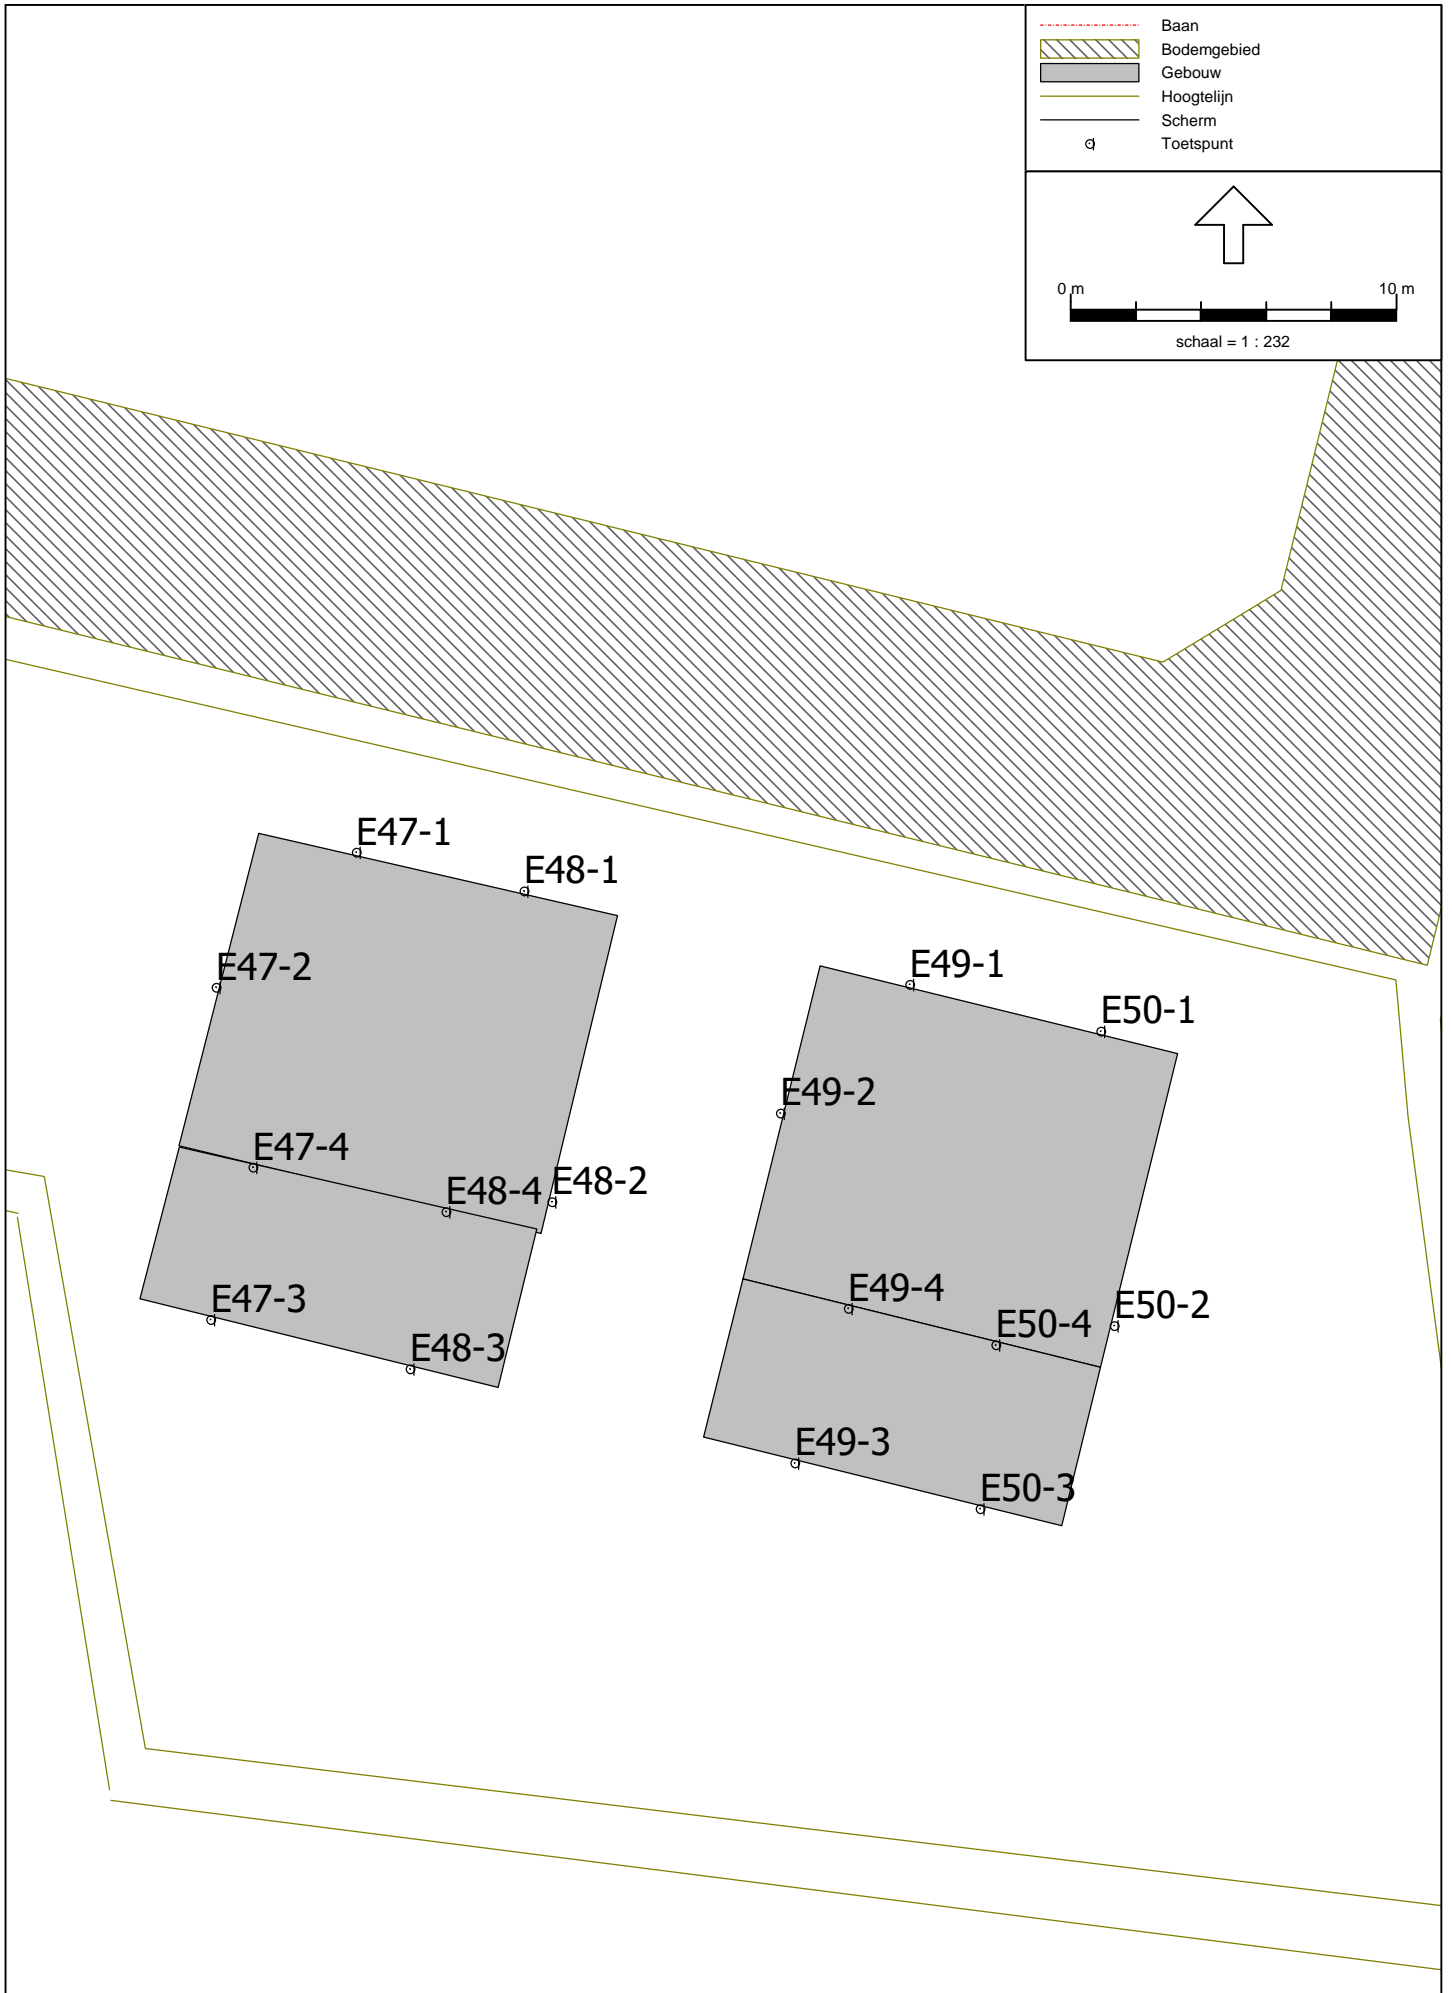 Baan
Bodemgebied
Gebouw
Hoogtelijn
Scherm
Toetspunt
0 m 10 m
schaal = 1 : 232
E47-1
E48-1
E47-2
E49-1
E50-1
E49-2
E47-4
E48-2
E48-4
E49-4
E50-2
E47-3
E50-4
E48-3
E49-3
E50-3